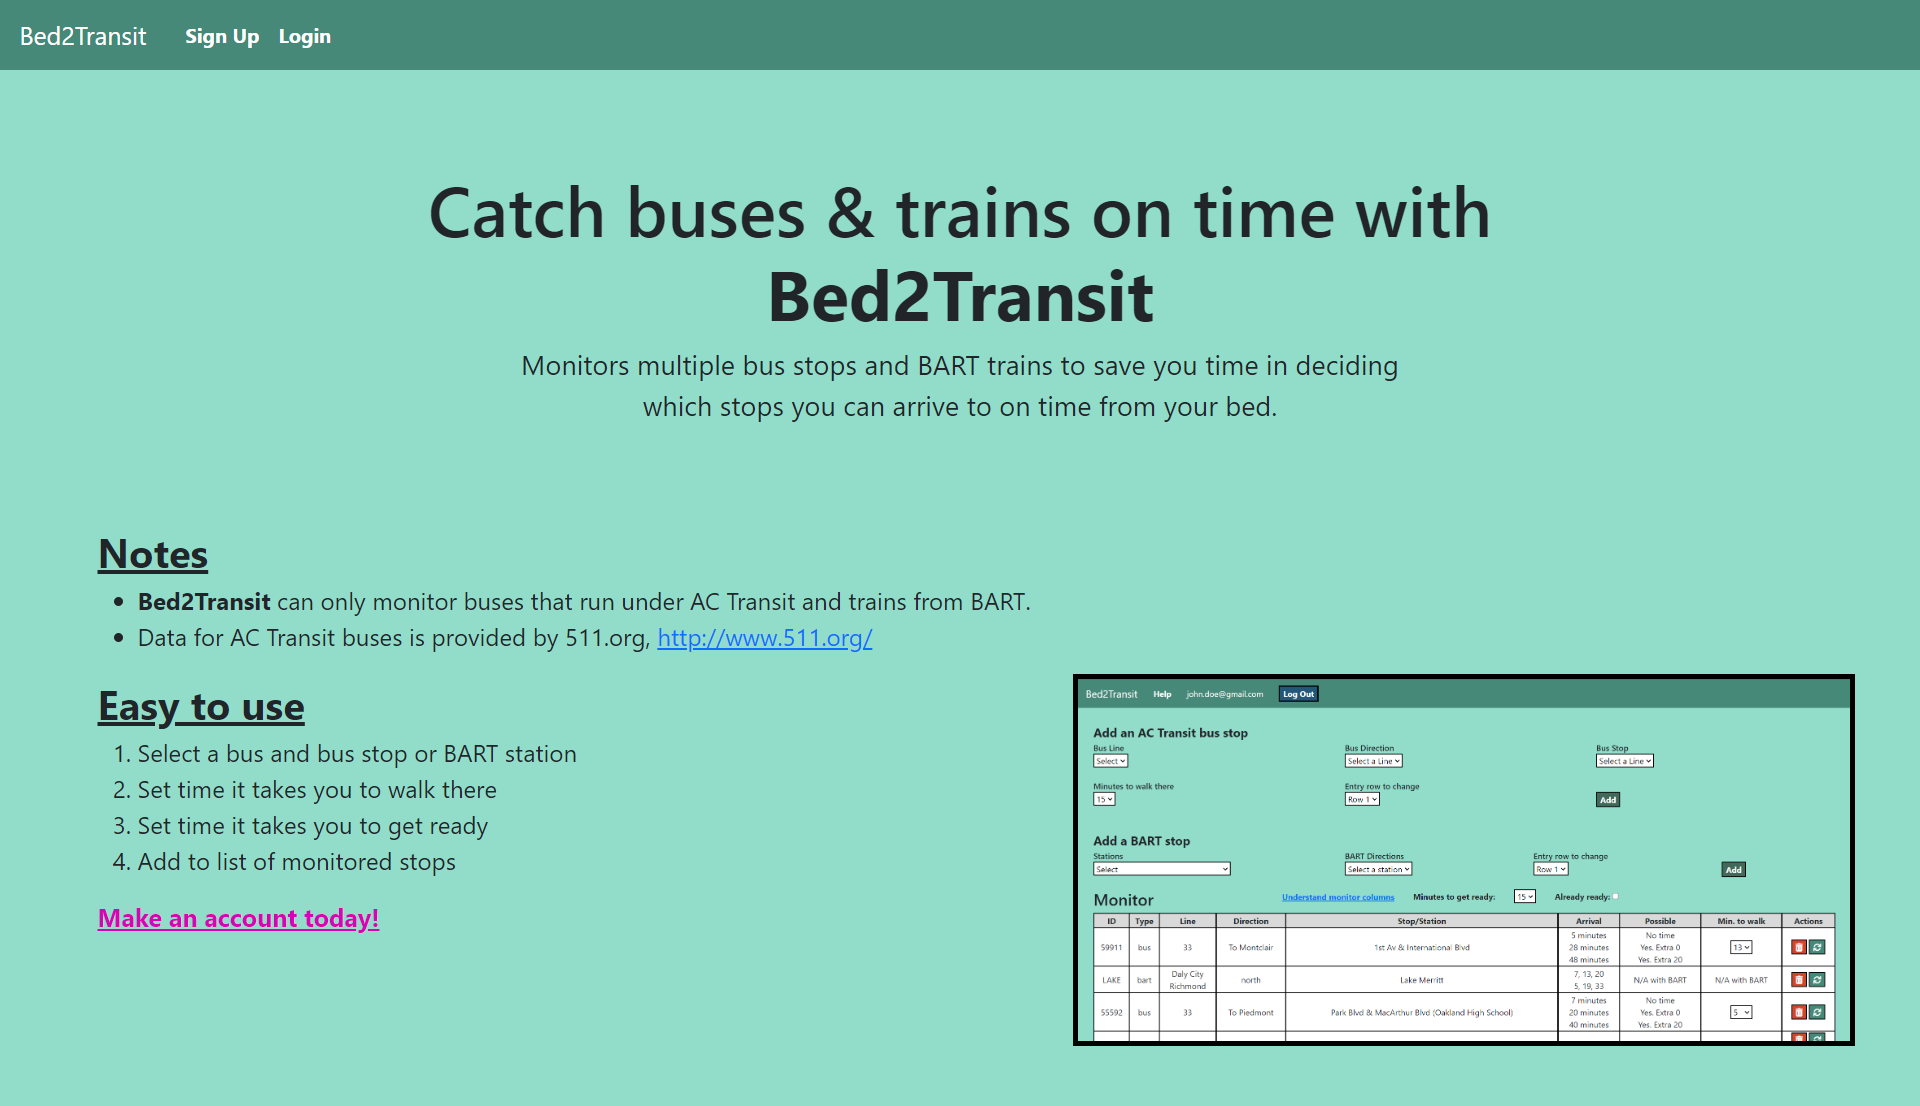 Bed2Transit Sign Up Login
Catch buses & trains on time with
Bed2Transit
Monitors multiple bus stops and BART trains to save you time in deciding
which stops you can arrive to on time from your bed.
Notes
• Bed2Transit can only monitor buses that run under AC Transit and trains from BART.
• Data for AC Transit buses is provided by 511.org, http://www.511.org/
Easy to use
1. Select a bus and bus stop or BART station
2. Set time it takes you to walk there
3. Set time it takes you to get ready
4. Add to list of monitored stops
Make an account today!
Bed2Transit Help john.doe@gmail.com Log Out
Add an AC Transit bus stop
Bus Line Bus Direction Bus Stop
Select Select a Line Select a Line
Minutes to walk there Entry row to change
15 Row 1 Add
Add a BART stop
Stations BART Directions Entry row to change
Select Select a station Row 1 Add
Monitor Understand monitor columns Minutes to get ready: 15 Already ready:
ID Type Line Direction Stop/Station Arrival Possible Min. to walk Actions
5 minutes No time
59911 bus 33 To Montclair 1st Av & International Blvd 28 minutes Yes. Extra 0 13
48 minutes Yes. Extra 20
Daly City 7, 13, 20
LAKE bart north Lake Merritt N/A with BART N/A with BART
Richmond 5, 19, 33
7 minutes No time
55592 bus 33 To Piedmont Park Blvd & MacArthur Blvd (Oakland High School) 20 minutes Yes. Extra 0 5
40 minutes Yes. Extra 20